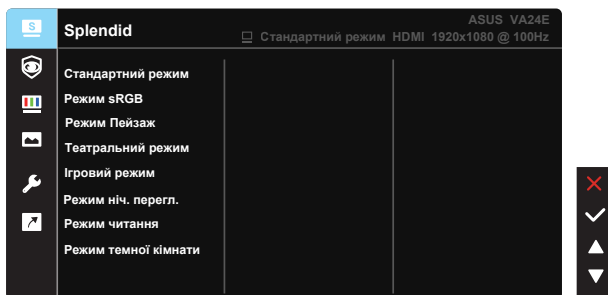 S
Splendid
ASUS VA24E
Стандартний режим HDMI 1920x1080 @ 100Hz
Стандартний режим
Режим sRGB
Режим Пейзаж
Театральний режим
Ігровий режим
Режим ніч. перегл.
Режим читання
Режим темної кімнати